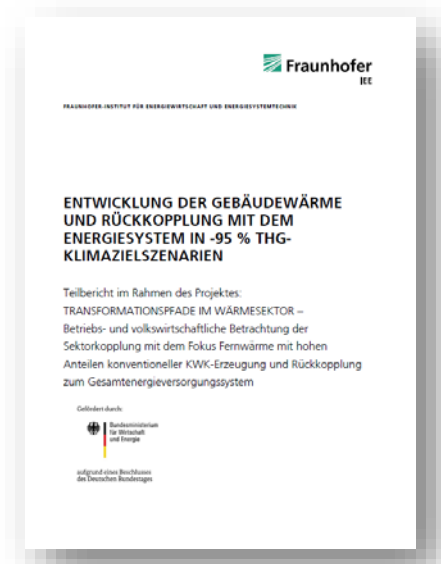 Fraunhofer
IEE
FRAUNHOFER-INSTITUT FÜR ENERGIEWIRTSCHAFT UND ENERGIESYSTEMTECHNIK
ENTWICKLUNG DER GEBÄUDEWÄRME
UND RÜCKKOPPLUNG MIT DEM
ENERGIESYSTEM IN -95 % THG-
KLIMAZIELSZENARIEN
Teilbericht im Rahmen des Projektes:
TRANSFORMATIONSPFADE IM WÄRMESEKTOR –
Betriebs- und volkswirtschaftliche Betrachtung der
Sektorkopplung mit dem Fokus Fernwärme mit hohen
Anteilen konventioneller KWK-Erzeugung und Rückkopplung
zum Gesamtenergieversorgungssystem
Gefördert durch:
Bundesministerium
für Wirtschaft
und Energie
aufgrund eines Beschlusses
des Deutschen Bundestages